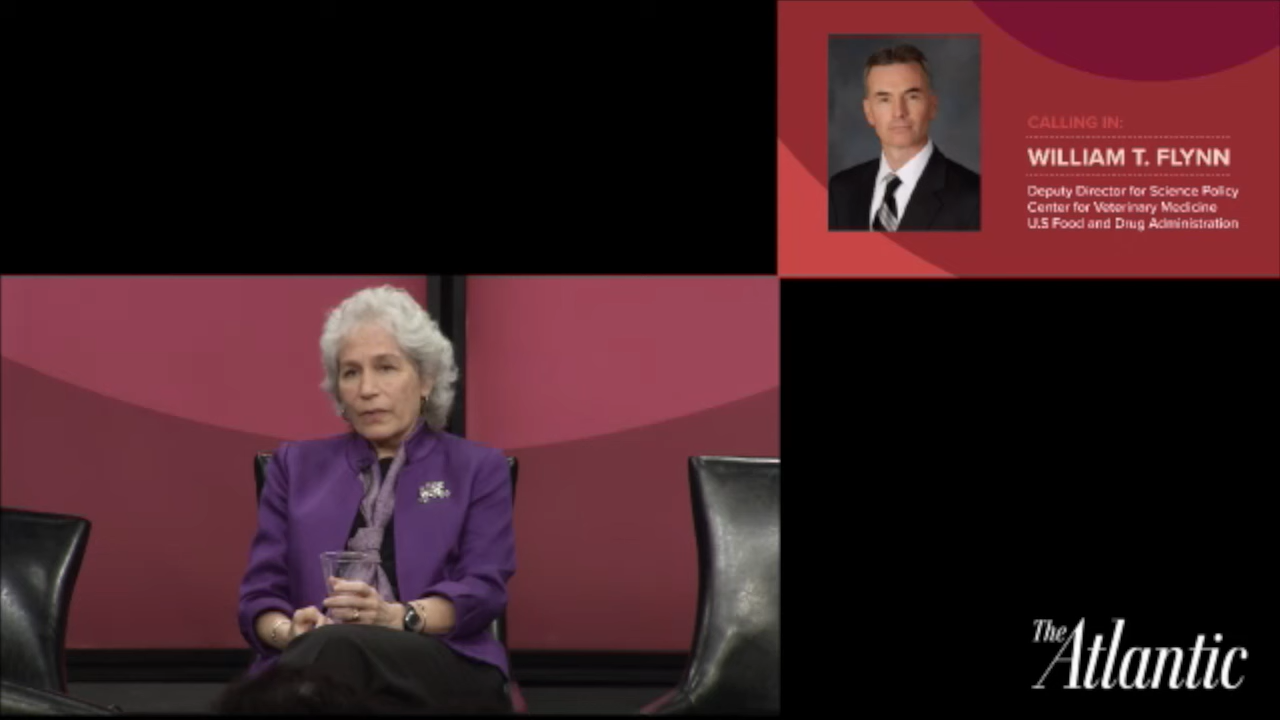 CALLING IN:
WILLIAM T. FLYNN
Deputy Director for Science Policy
Center for Veterinary Medicine
U.S Food and Drug Administration
The
Atlantic